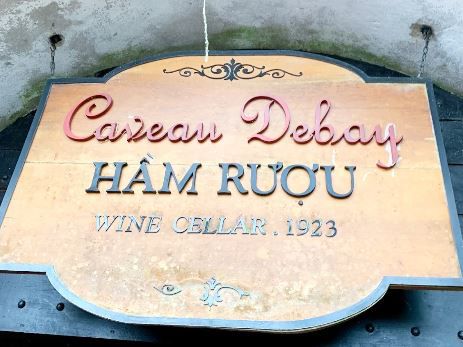 Caveau Debay
HẦM RƯỢU
WINE CELLAR . 1923